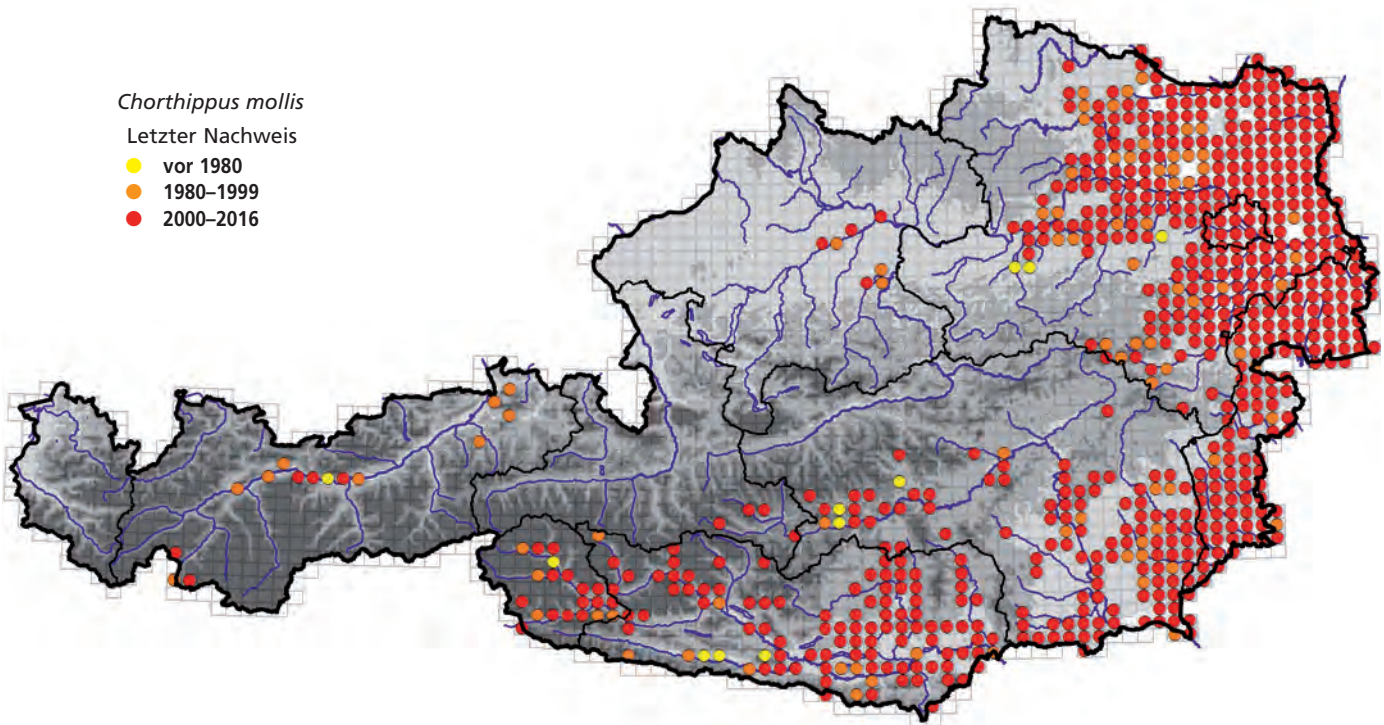 Chorthippus mollis
Letzter Nachweis
vor 1980
1980–1999
2000–2016